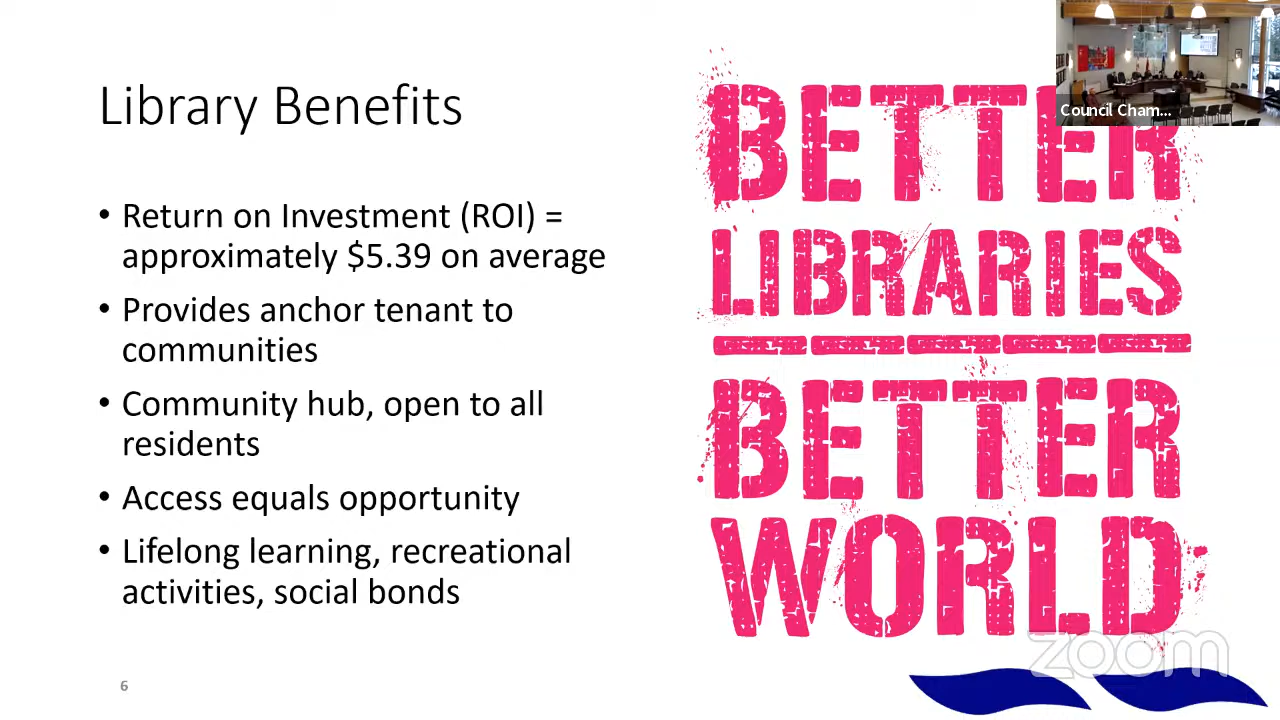 Library Benefits
• Return on Investment (ROI) =
approximately $5.39 on average
• Provides anchor tenant to
communities
• Community hub, open to all
residents
• Access equals opportunity
• Lifelong learning, recreational
activities, social bonds
6
BETTER
LIBRARIES
BETTER
WORLD
Council Cham...
zoom